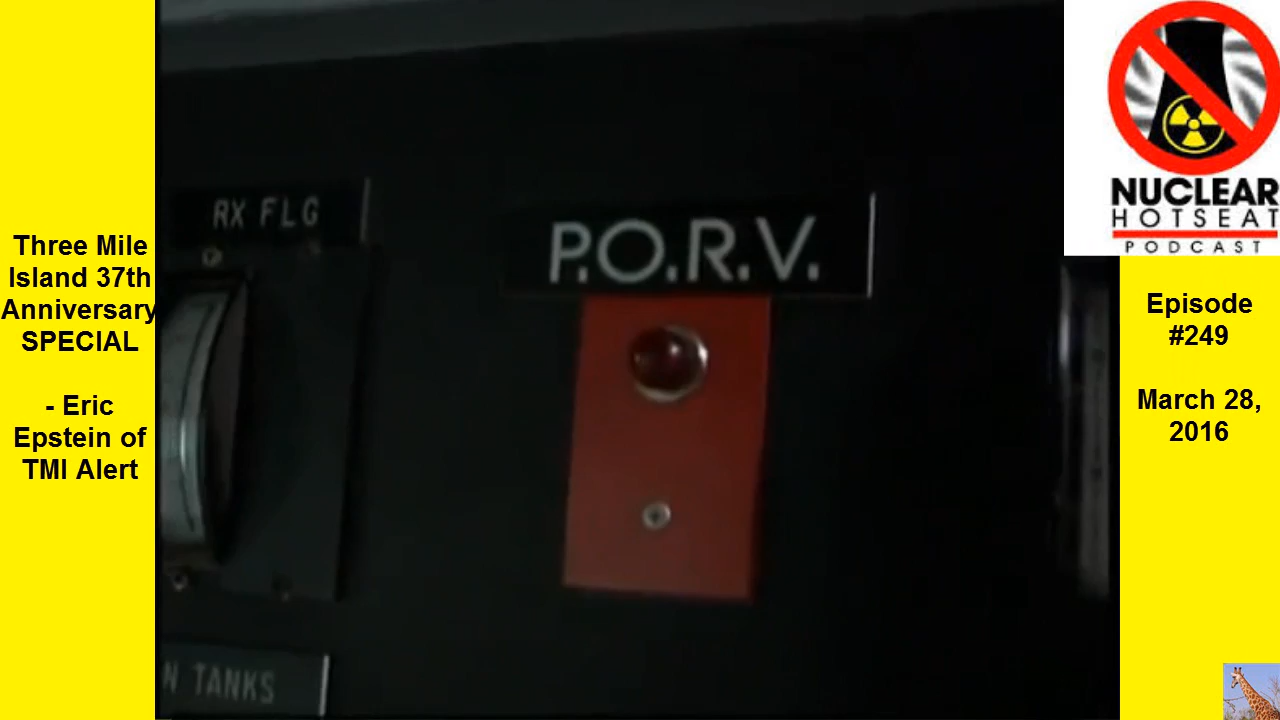 Three Mile
Island 37th
Anniversary
SPECIAL
- Eric
Epstein of
TMI Alert
RX FLG
P.O.R.V.
TANKS
NUCLEAR
HOTSEAT
PODCAST
Episode
#249
March 28,
2016